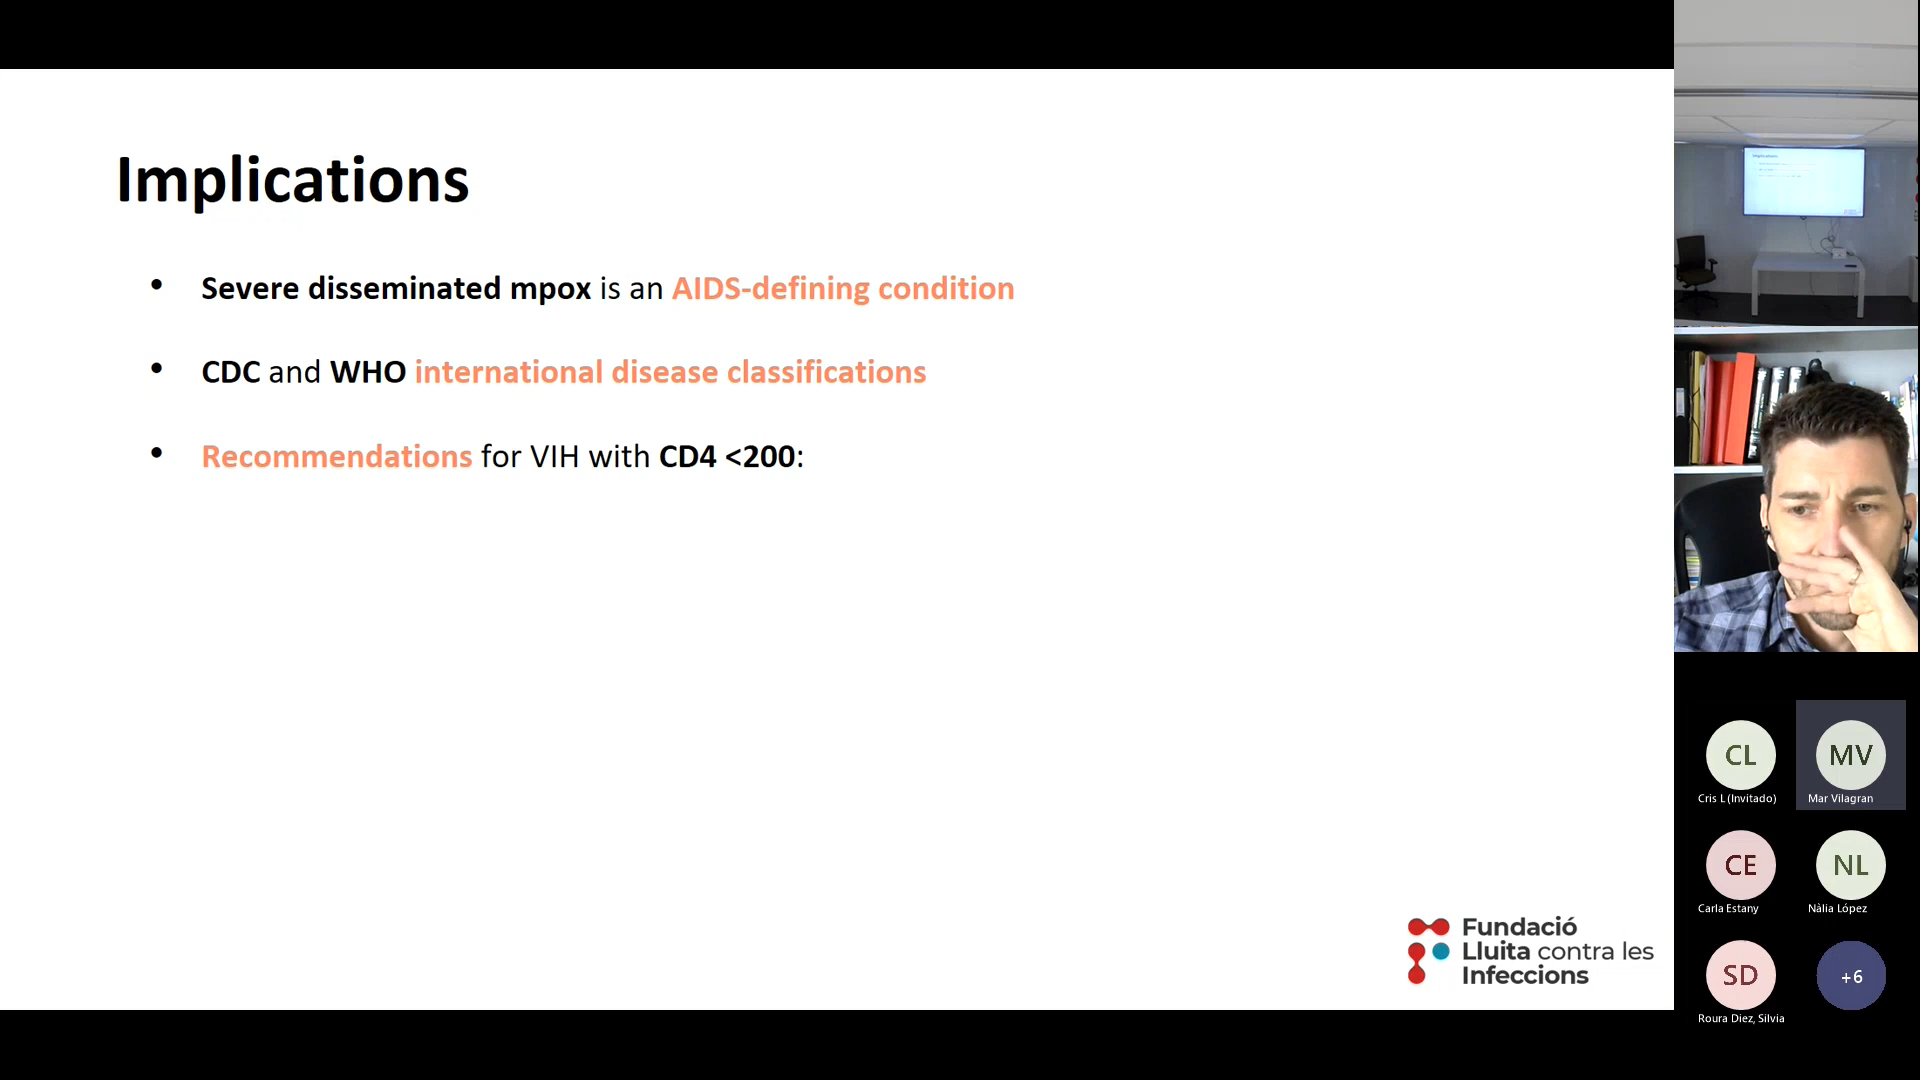 Implications
• Severe disseminated mpox is an AIDS-defining condition
• CDC and WHO international disease classifications
• Recommendations for VIH with CD4 <200:
Fundació
Lluita contra les
Infeccions
CL
Cris L (Invitado)
MV
Mar Vilagran
CE
Carla Estany
NL
Nàlia López
SD
Roura Diez, Silvia
+6